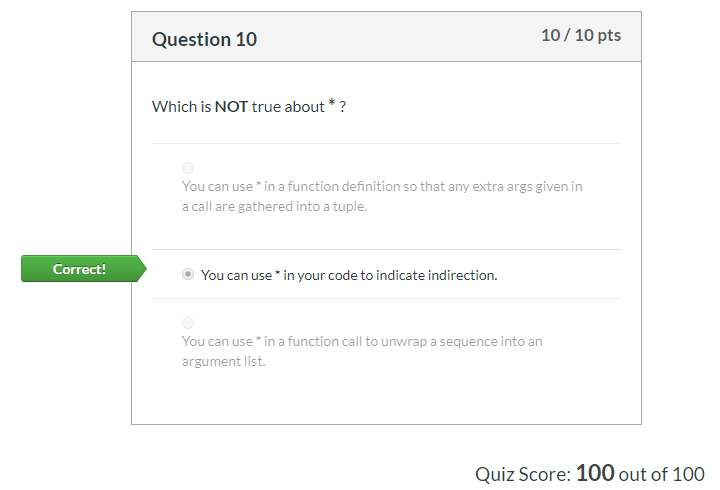 Question 10
10 / 10 pts
Which is NOT true about * ?
You can use * in a function definition so that any extra args given in
a call are gathered into a tuple.
Correct!
You can use * in your code to indicate indirection.
You can use * in a function call to unwrap a sequence into an
argument list.
Quiz Score: 100 out of 100